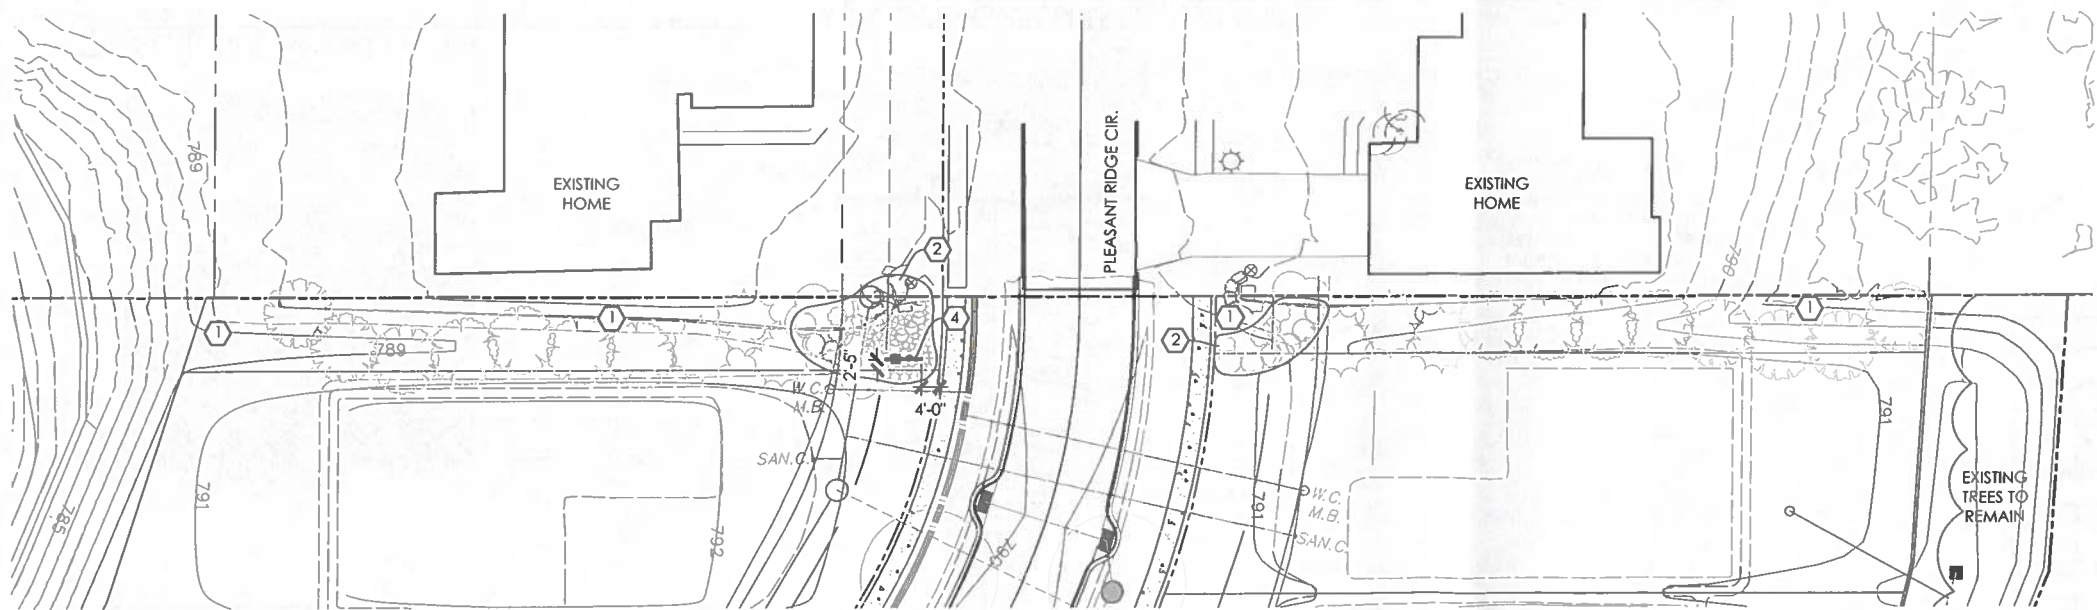 789
EXISTING
HOME
PLEASANT RIDGE CIR.
EXISTING
HOME
2
790
1
1
4
1
1
2
789
2'-5"
W.C.
M.B.
4'-0"
791
SAN.C.
791
785
792
790
791
W.C.
M.B.
SAN.C.
EXISTING
TREES TO
REMAIN